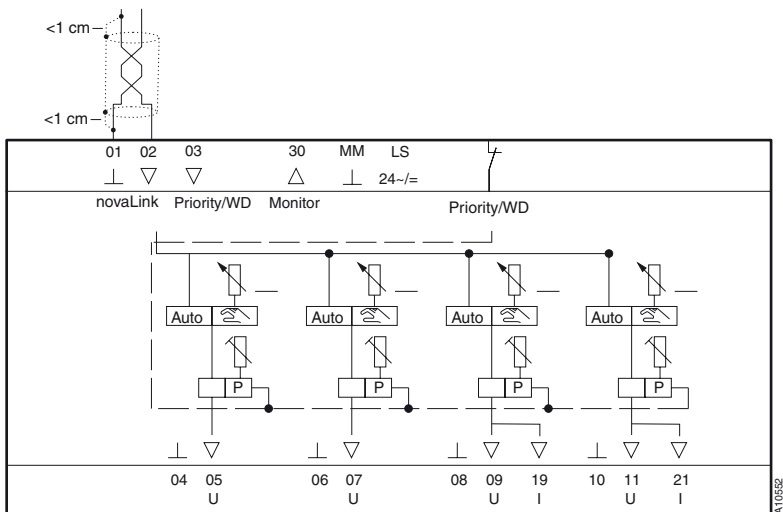 <1 cm
<1 cm
01 02 03 30 MM LS
24~/=
novaLink Priority/WD Monitor Priority/WD
Auto Auto Auto Auto
P P P P
04 05 06 07 08 09 19 10 11 21
U U U I U I
A10552